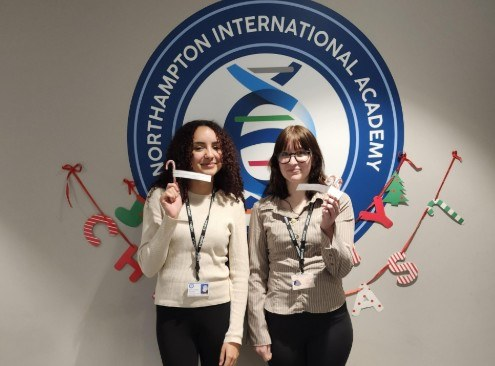 NORTHAMPTON INTERNATIONAL ACADEMY
C H
A S